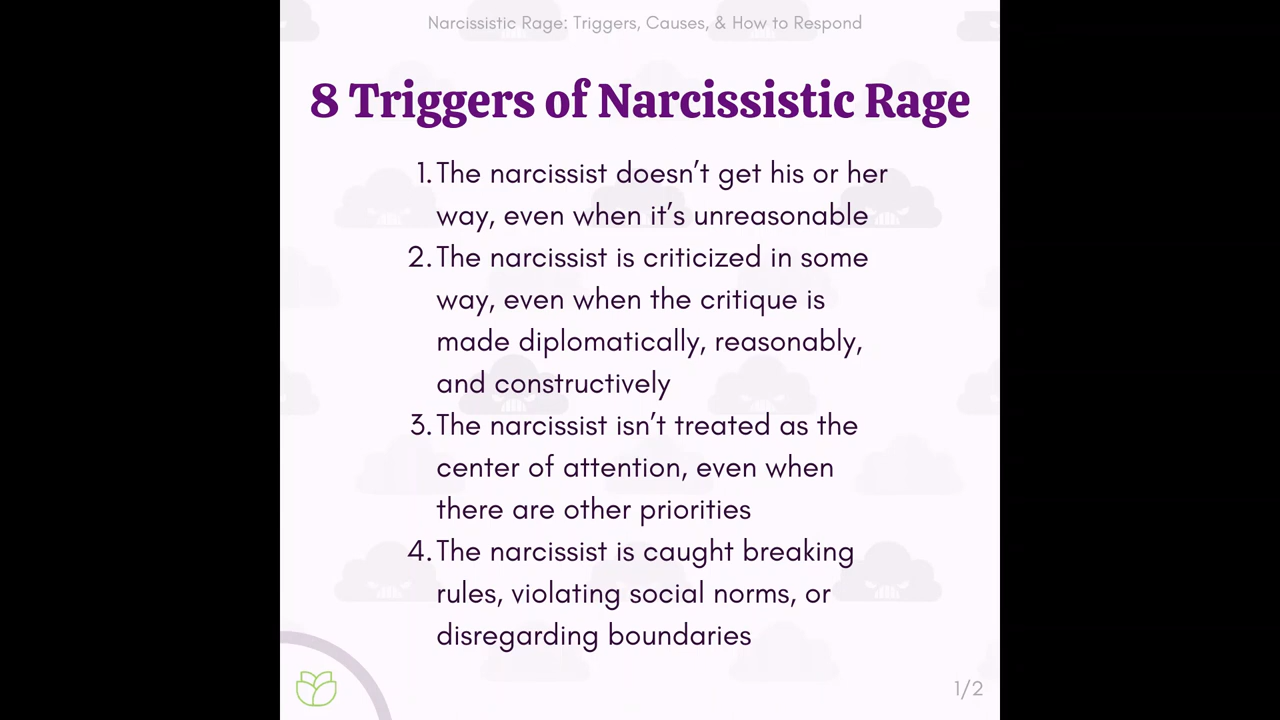 Narcissistic Rage: Triggers, Causes, & How to Respond
8 Triggers of Narcissistic Rage
1. The narcissist doesn't get his or her
way, even when it's unreasonable
2. The narcissist is criticized in some
way, even when the critique is
made diplomatically, reasonably,
and constructively
3. The narcissist isn't treated as the
center of attention, even when
there are other priorities
4. The narcissist is caught breaking
rules, violating social norms, or
disregarding boundaries
1/2